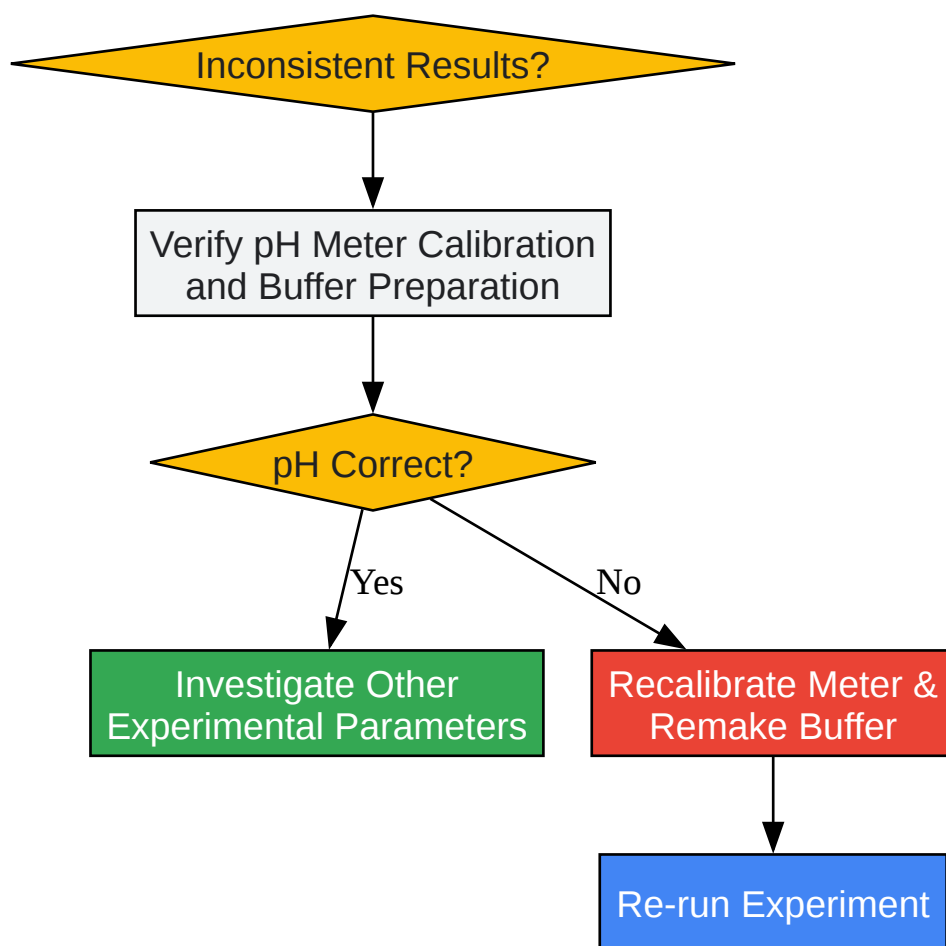 Inconsistent Results?
Verify pH Meter Calibration
and Buffer Preparation
pH Correct?
Yes
No
Investigate Other
Experimental Parameters
Recalibrate Meter &
Remake Buffer
Re-run Experiment